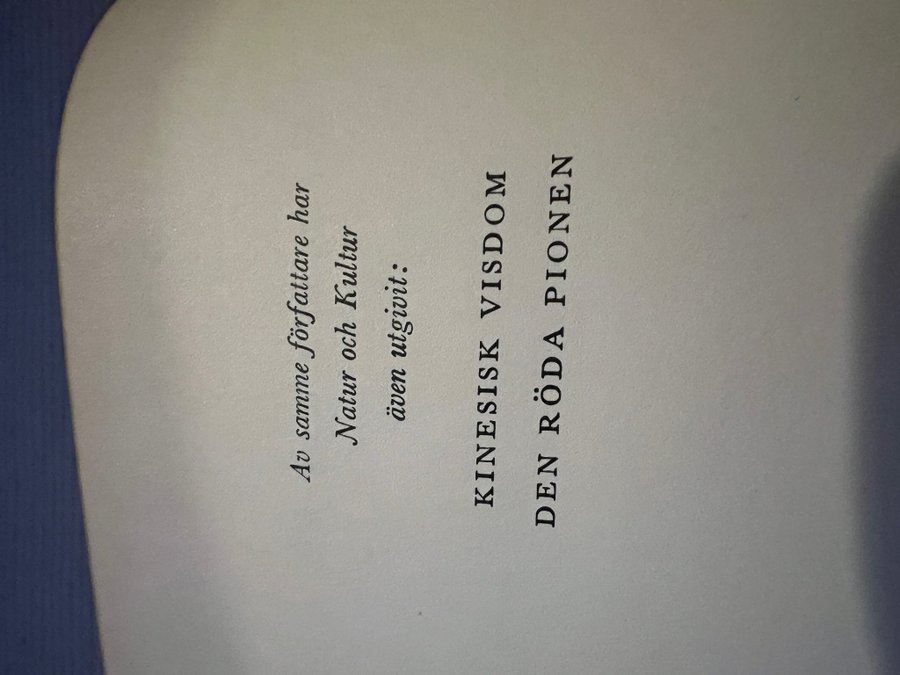 Av samme författare har
Natur och Kultur
även utgivit:
KINESISK VISDOM
DEN RÖDA PIONEN